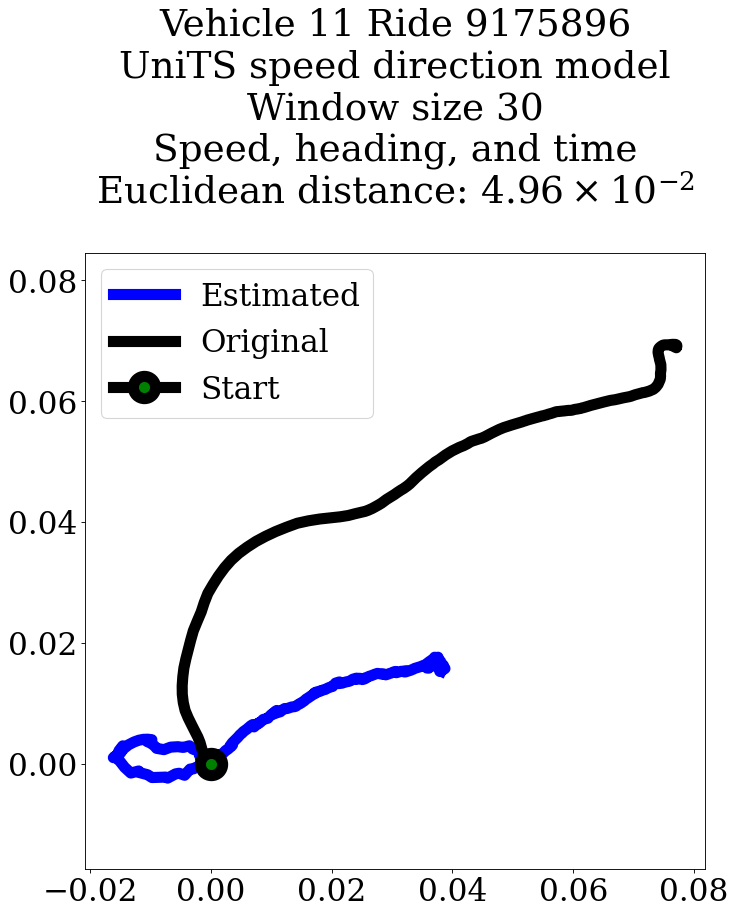 Vehicle 11 Ride 9175896
UniTS speed direction model
Window size 30
Speed, heading, and time
Euclidean distance: 4.96 × 10⁻²
Estimated
Original
Start
0.08
0.06
0.04
0.02
0.00
−0.02 0.00 0.02 0.04 0.06 0.08